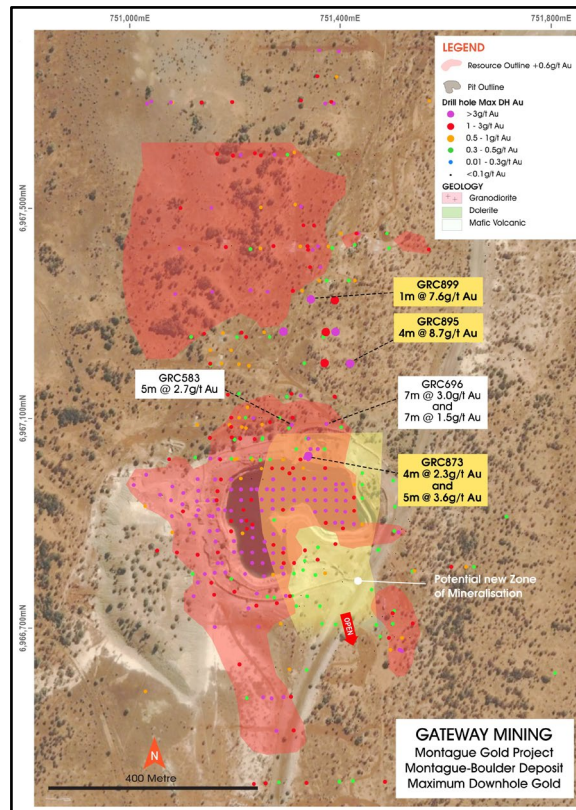 751,000mE
751,400mE
751,800mE
LEGEND
Resource Outline +0.6g/t Au
Pit Outline
Drill hole Max DH Au
>3g/t Au
1 - 3g/t Au
0.5 - 1g/t Au
0.3 - 0.5g/t Au
0.01 - 0.3g/t Au
<0.1g/t Au
GEOLOGY
Granodiorite
Dolerite
Mafic Volcanic
6,967,500mN
GRC899
1m @ 7.6g/t Au
GRC895
4m @ 8.7g/t Au
GRC583
5m @ 2.7g/t Au
GRC696
7m @ 3.0g/t Au
and
7m @ 1.5g/t Au
6,967,100mN
GRC873
4m @ 2.3g/t Au
and
5m @ 3.6g/t Au
Potential new Zone
of Mineralisation
6,966,700mN
OPEN
N
400 Metre
GATEWAY MINING
Montague Gold Project
Montague-Boulder Deposit
Maximum Downhole Gold